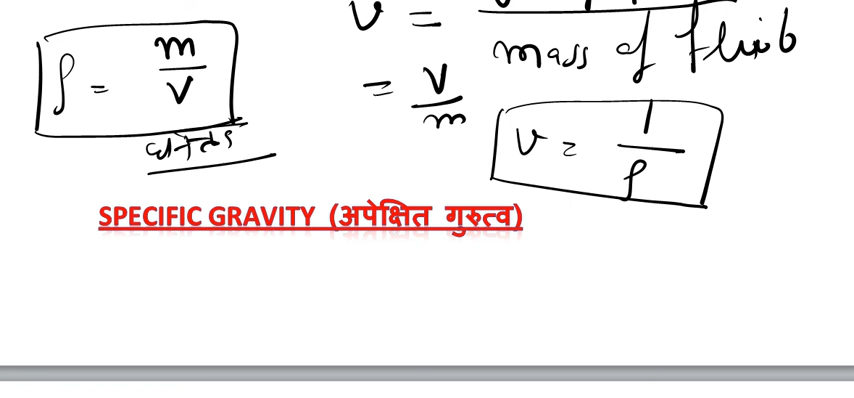 v =
mass of fluid
ρ = m/V
= V/m
v = 1/ρ
SPECIFIC GRAVITY (अपेक्षित गुरुत्व)